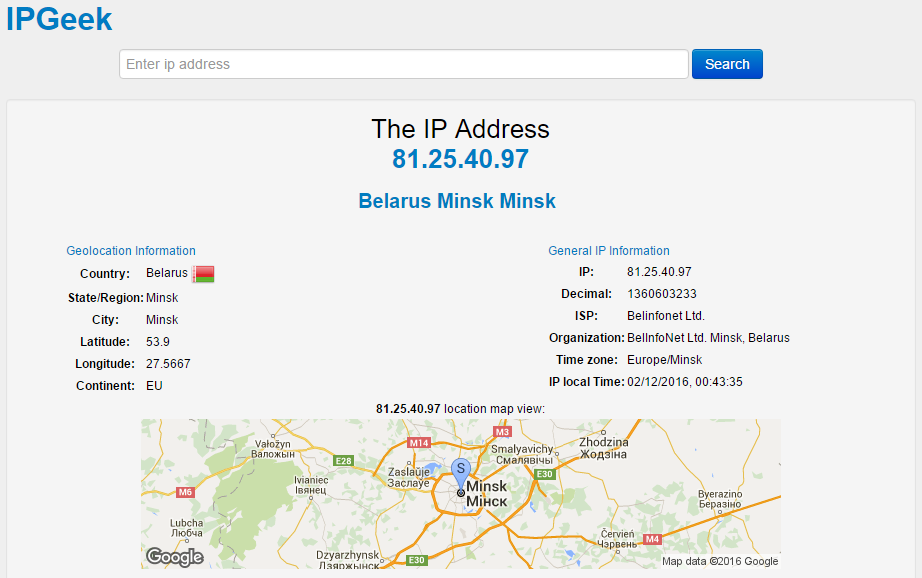 IPGeek
Enter ip address
Search
The IP Address
81.25.40.97
Belarus Minsk Minsk
Geolocation Information
Country: Belarus
State/Region: Minsk
City: Minsk
Latitude: 53.9
Longitude: 27.5667
Continent: EU
General IP Information
IP: 81.25.40.97
Decimal: 1360603233
ISP: Belinfonet Ltd.
Organization: BelInfoNet Ltd. Minsk, Belarus
Time zone: Europe/Minsk
IP local Time: 02/12/2016, 00:43:35
81.25.40.97 location map view:
M3
M14
Valožyn
Валожын
E28
Smalyavichy
Смалявічы
Zhodzina
Жодзіна
Zaslaŭje
Заслаўе
S
E30
Ivianiec
Івянец
M6
Minsk
Мінск
Byerazino
Беразіно
Lubcha
Любча
Červień
Чэрвень
M4
Dzyarzhynsk
Дзяржынск
E30
Google
Map data ©2016 Google